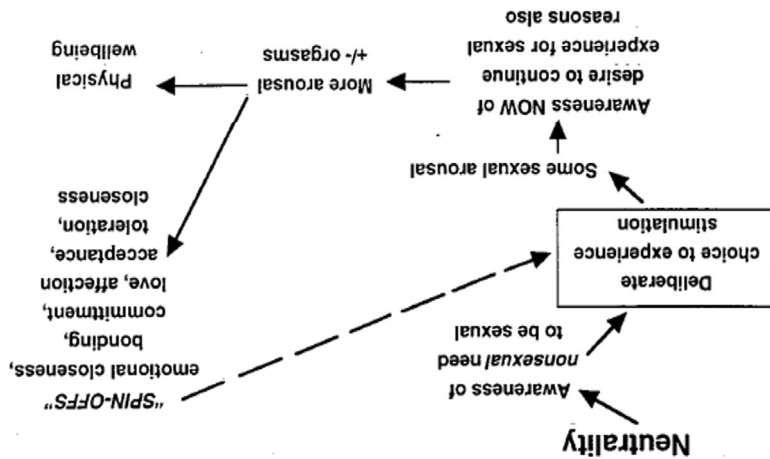 Neutrality
Awareness of
nonsexual need
to be sexual
Deliberate
choice to experience
stimulation
Some sexual arousal
Awareness NOW of
desire to continue
experience for sexual
reasons also
More arousal
+/- orgasms
Physical
wellbeing
"SPIN-OFFS"
emotional closeness,
bonding,
committment,
love, affection
acceptance,
toleration,
closeness